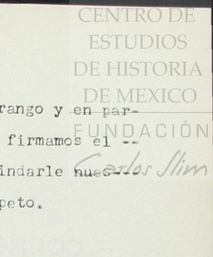 CENTRO DE
ESTUDIOS
DE HISTORIA
DE MEXICO
rango y en par-
firmamos el --
FUNDACIÓN
indarle nues---
Carlos Slim
peto.